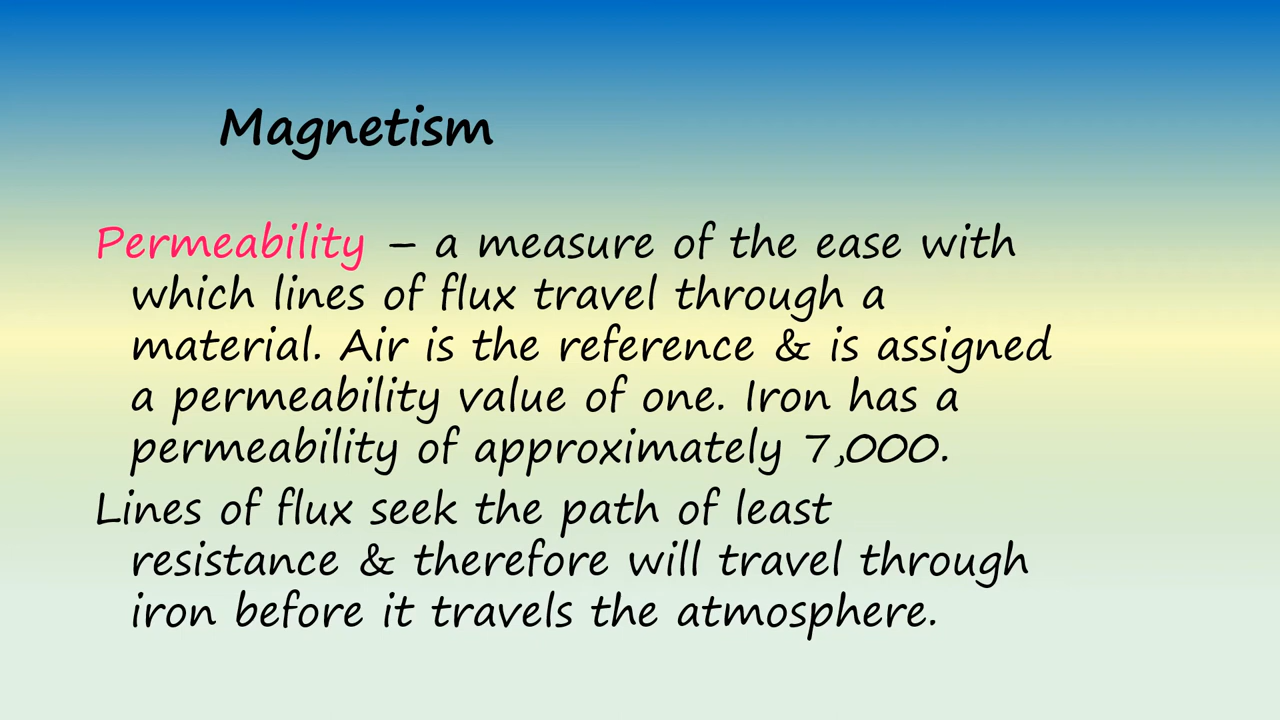 Magnetism
Permeability – a measure of the ease with
which lines of flux travel through a
material. Air is the reference & is assigned
a permeability value of one. Iron has a
permeability of approximately 7,000.
Lines of flux seek the path of least
resistance & therefore will travel through
iron before it travels the atmosphere.